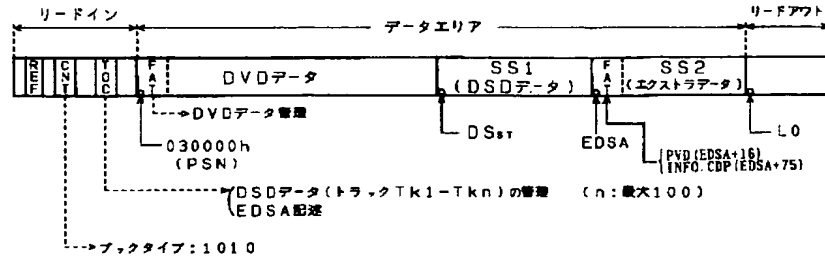 リードイン
データエリア
リードアウト
REF
CNT
TOC
FAT
DVDデータ
SS1
(DSDデータ)
FAT
SS2
(エクストラデータ)
DVDデータ管理
030000h
(PSN)
DSST
EDSA
PVD(EDSA+16)
INFO.CDP(EDSA+75)
LO
DSDデータ(トラックTk1-Tkn)の管理 (n:最大100)
EDSA記述
ブックタイプ:1010